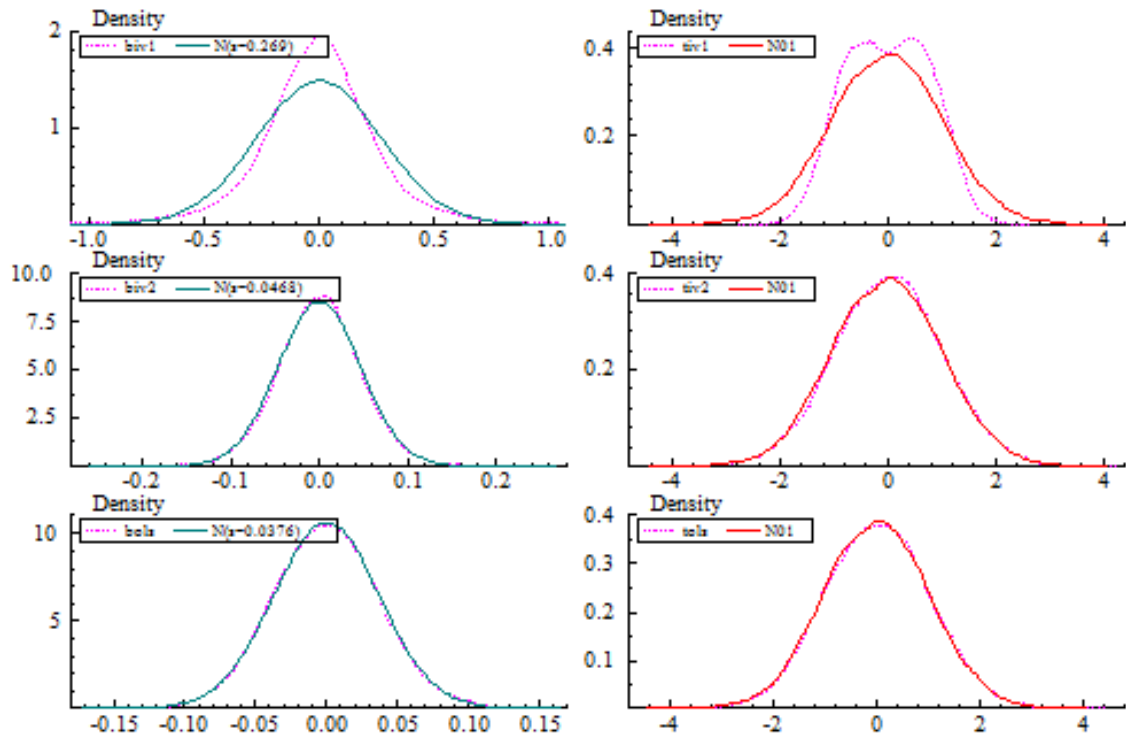 Density
2
biv1 N(s=0.269)
1
-1.0 -0.5 0.0 0.5 1.0
Density
0.4
tiv1 N01
0.2
-4 -2 0 2 4
Density
10.0
biv2 N(s=0.0468)
7.5
5.0
2.5
-0.2 -0.1 0.0 0.1 0.2
Density
0.4
tiv2 N01
0.2
-4 -2 0 2 4
Density
10
bols N(s=0.0376)
5
-0.15 -0.10 -0.05 0.00 0.05 0.10 0.15
Density
0.4
tols N01
0.3
0.2
0.1
-4 -2 0 2 4